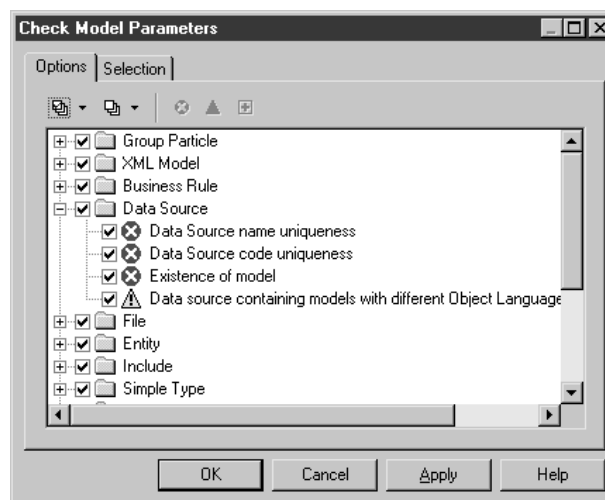 Check Model Parameters
Options
Selection
Group Particle
XML Model
Business Rule
Data Source
Data Source name uniqueness
Data Source code uniqueness
Existence of model
Data source containing models with different Object Language
File
Entity
Include
Simple Type
OK
Cancel
Apply
Help